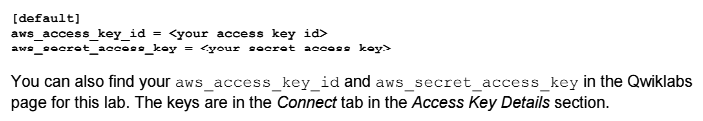 [default]
aws_access_key_id = <your access key id>
aws_secret_access_key = <your secret access key>
You can also find your aws_access_key_id and aws_secret_access_key in the Qwiklabs
page for this lab. The keys are in the Connect tab in the Access Key Details section.